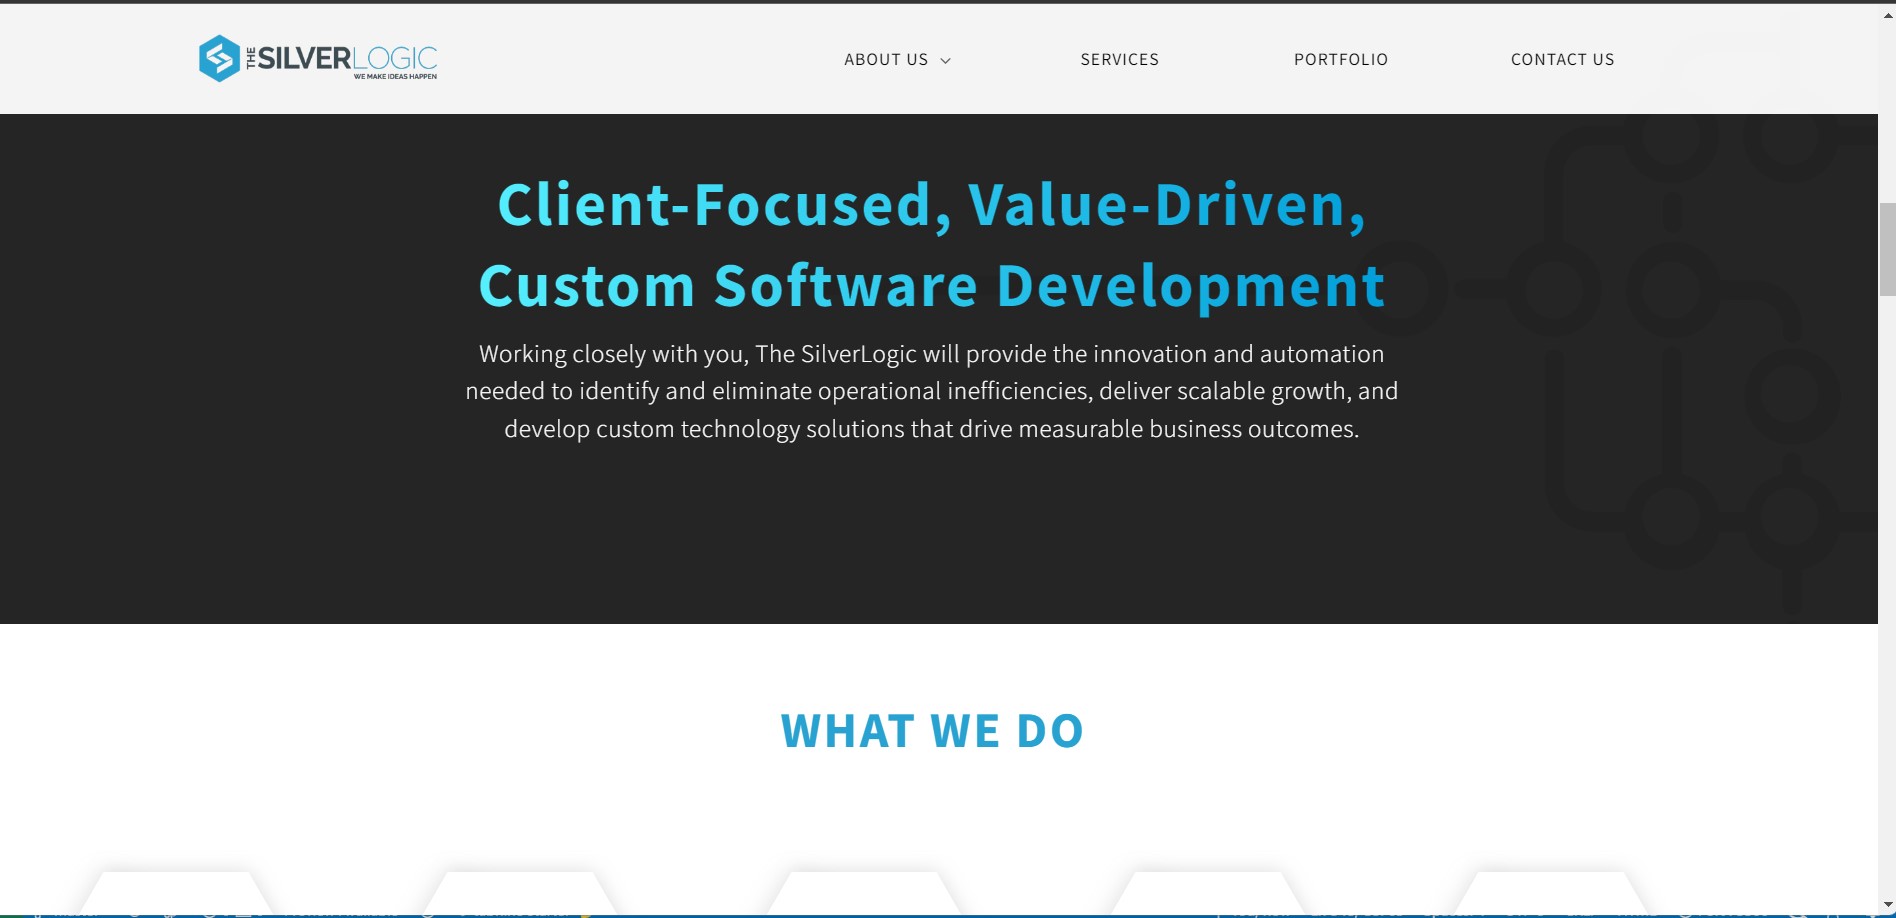 THE SILVERLOGIC
WE MAKE IDEAS HAPPEN
ABOUT US
SERVICES
PORTFOLIO
CONTACT US
Client-Focused, Value-Driven,
Custom Software Development
Working closely with you, The SilverLogic will provide the innovation and automation
needed to identify and eliminate operational inefficiencies, deliver scalable growth, and
develop custom technology solutions that drive measurable business outcomes.
WHAT WE DO